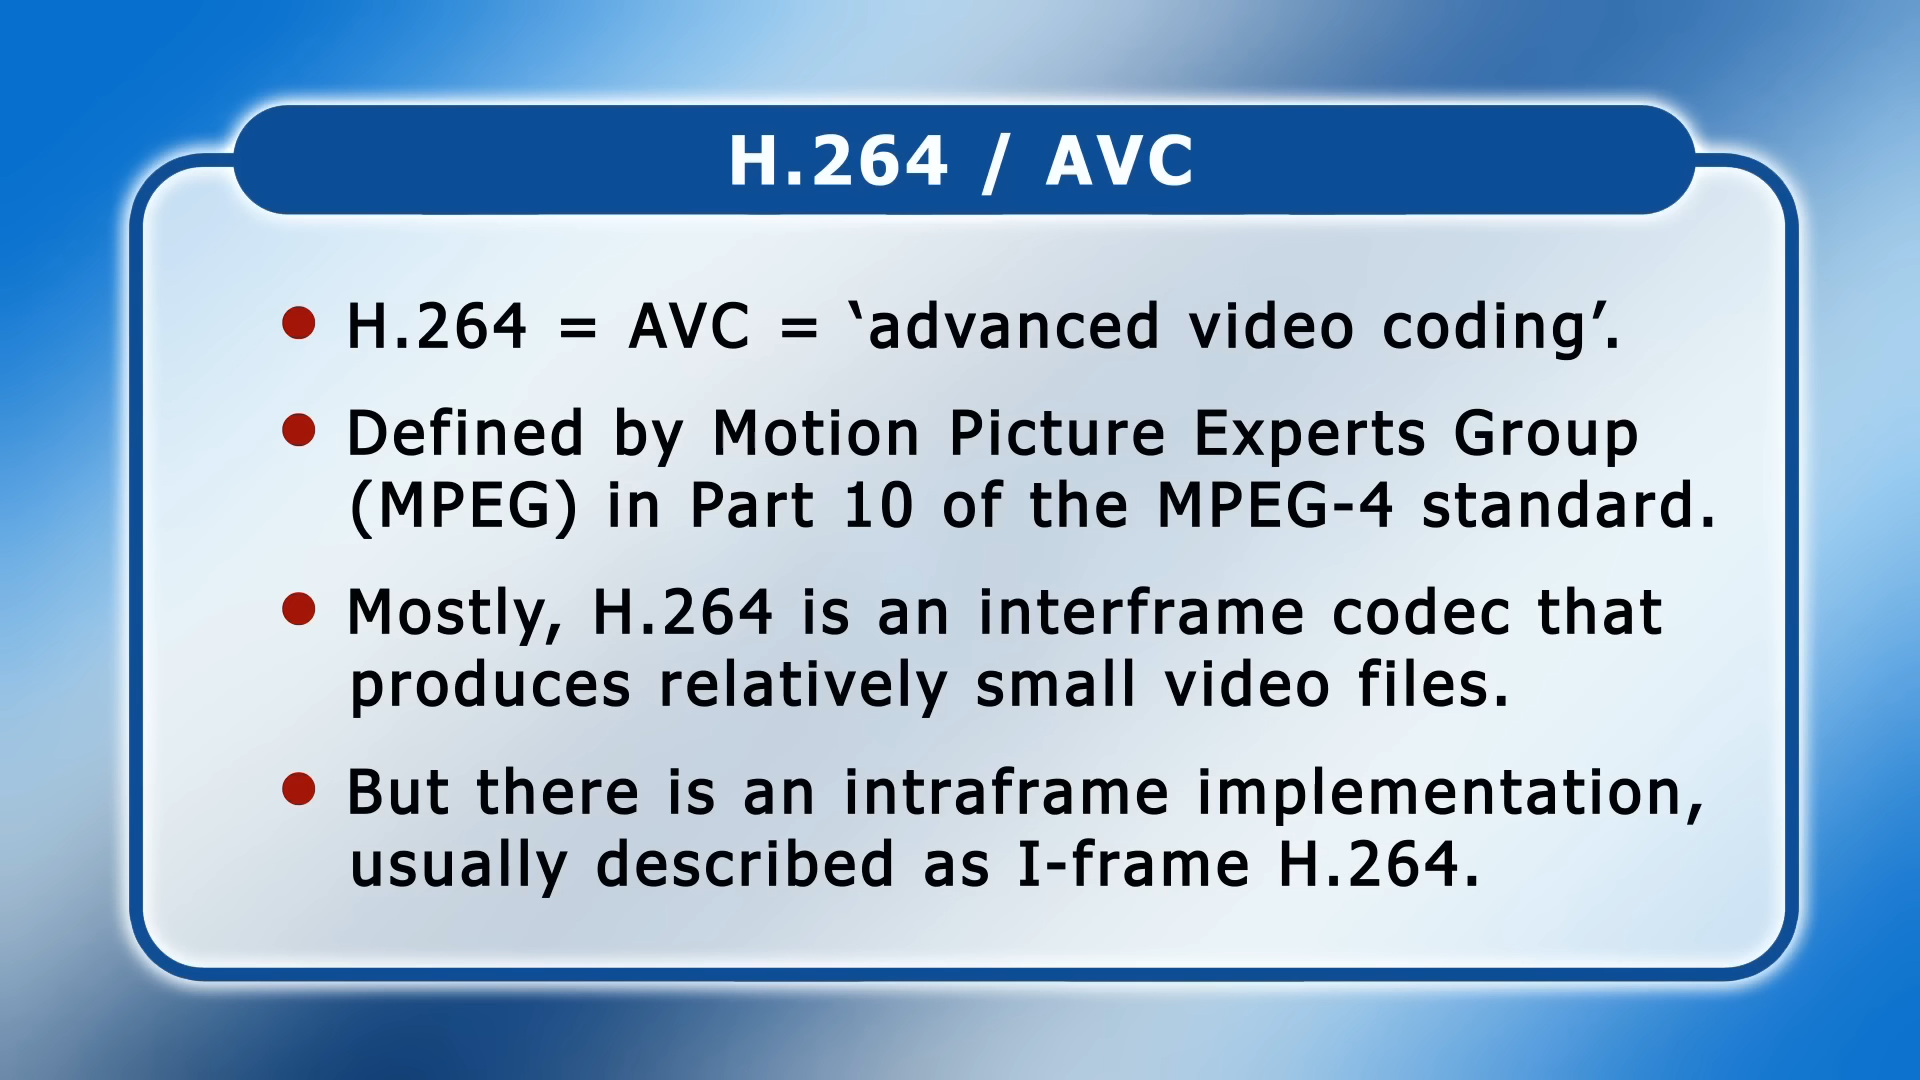 H.264 / AVC
● H.264 = AVC = ‘advanced video coding’.
● Defined by Motion Picture Experts Group
(MPEG) in Part 10 of the MPEG-4 standard.
● Mostly, H.264 is an interframe codec that
produces relatively small video files.
● But there is an intraframe implementation,
usually described as I-frame H.264.